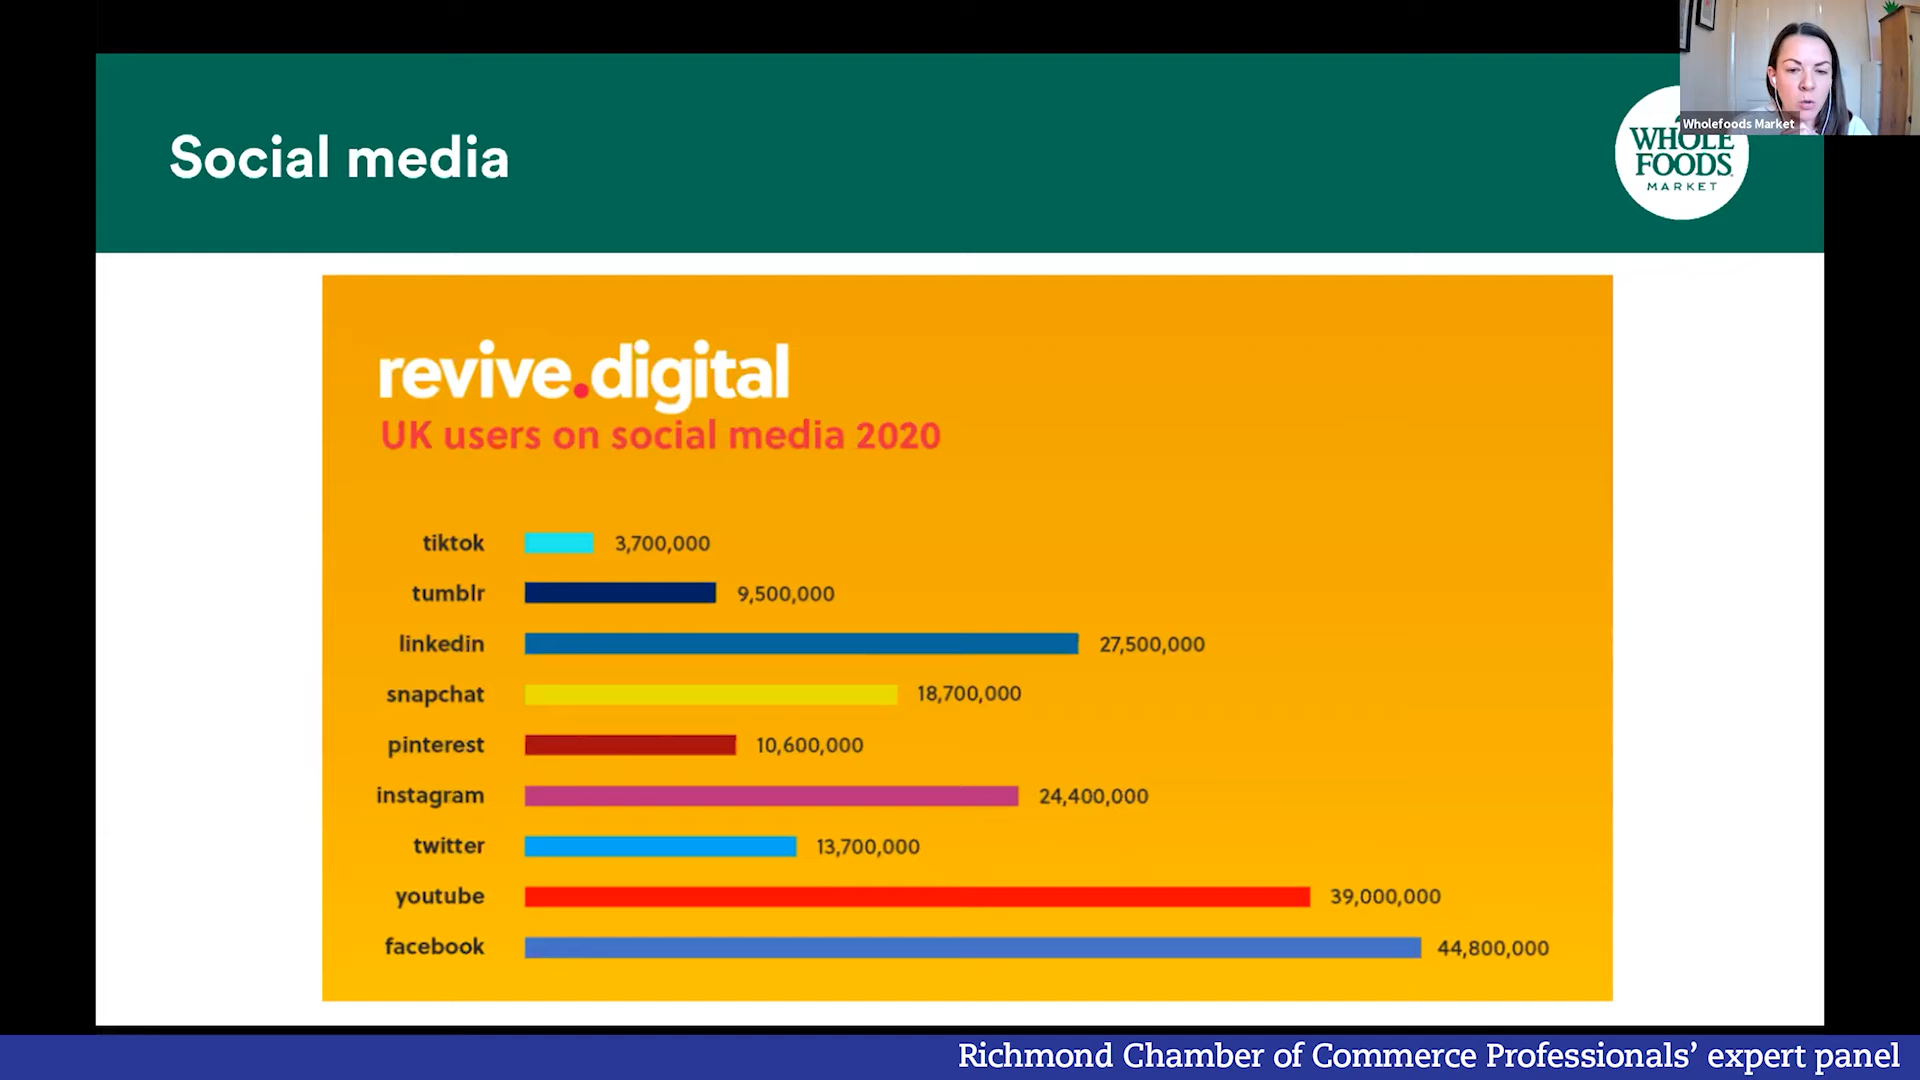 Wholefoods Market
Social media
WHOLE
FOODS
MARKET
revive.digital
UK users on social media 2020
tiktok 3,700,000
tumblr 9,500,000
linkedin 27,500,000
snapchat 18,700,000
pinterest 10,600,000
instagram 24,400,000
twitter 13,700,000
youtube 39,000,000
facebook 44,800,000
Richmond Chamber of Commerce Professionals’ expert panel